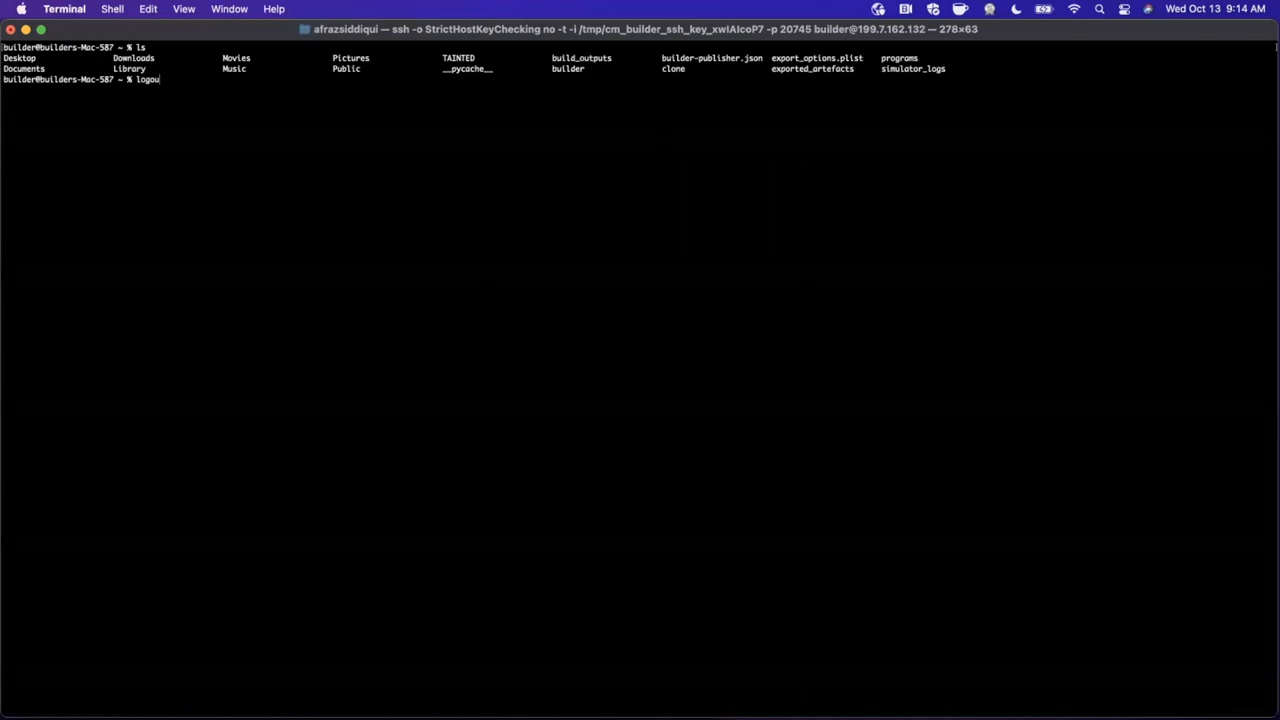 Terminal Shell Edit View Window Help Wed Oct 13 9:14 AM
afrazsiddiqui — ssh -o StrictHostKeyChecking no -t -i /tmp/cm_builder_ssh_key_xwIAIcoP7 -p 20745 builder@199.7.162.132 — 278×63
builder@builders-Mac-587 ~ % ls
Desktop Downloads Movies Pictures TAINTED build_outputs builder-publisher.json export_options.plist programs
Documents Library Music Public __pycache__ builder clone exported_artefacts simulator_logs
builder@builders-Mac-587 ~ % logou